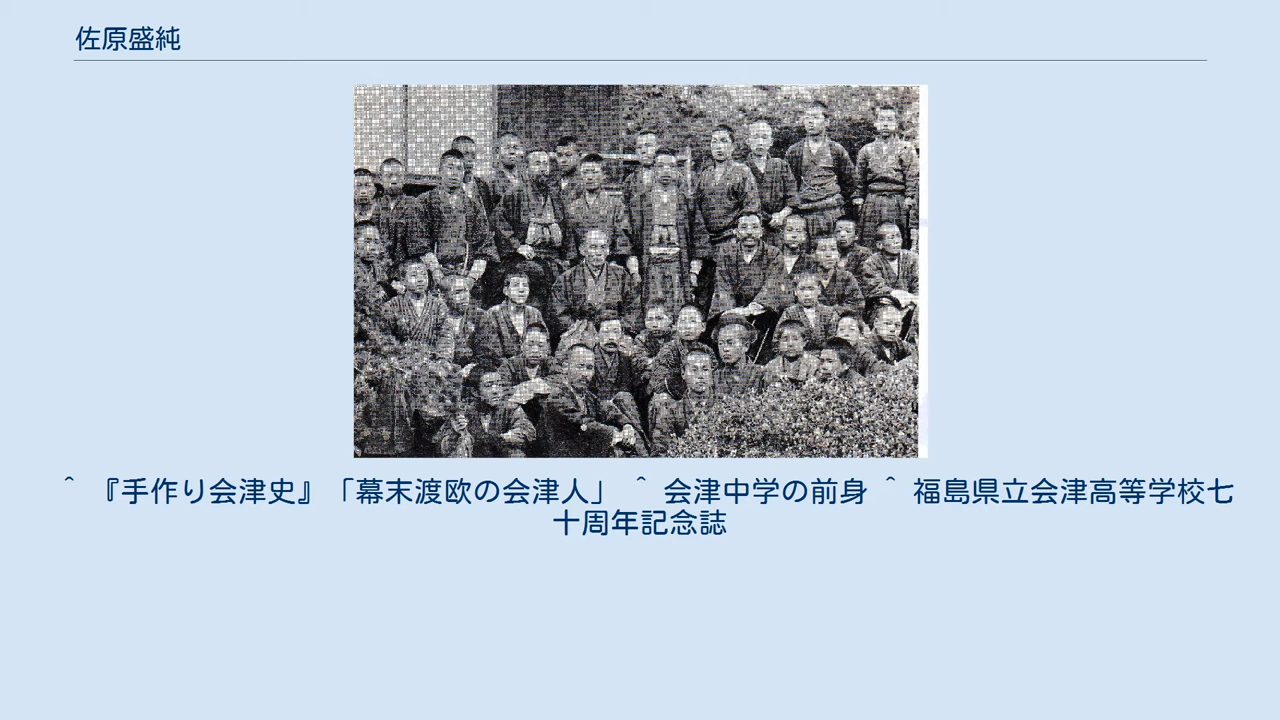 佐原盛純
^ 『手作り会津史』「幕末渡欧の会津人」 ^ 会津中学の前身 ^ 福島県立会津高等学校七
十周年記念誌